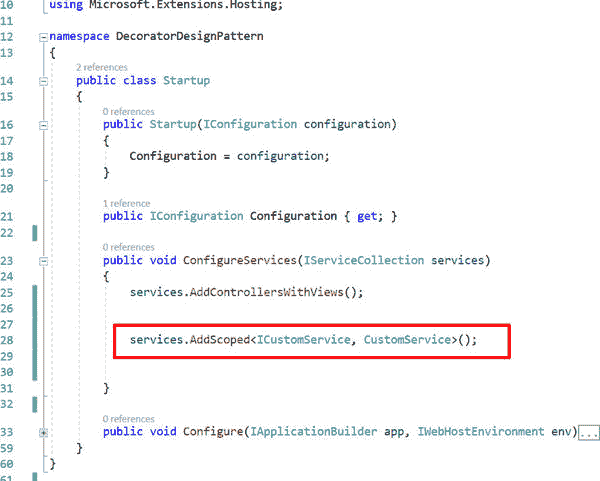 10 using Microsoft.Extensions.Hosting;
11
12 namespace DecoratorDesignPattern
13 {
2 references
14 public class Startup
15 {
0 references
16 public Startup(IConfiguration configuration)
17 {
18 Configuration = configuration;
19 }
20
1 reference
21 public IConfiguration Configuration { get; }
22
0 references
23 public void ConfigureServices(IServiceCollection services)
24 {
25 services.AddControllersWithViews();
26
27
28 services.AddScoped<ICustomService, CustomService>();
29
30
31 }
32
0 references
33 public void Configure(IApplicationBuilder app, IWebHostEnvironment env)...
59 }
60 }
61